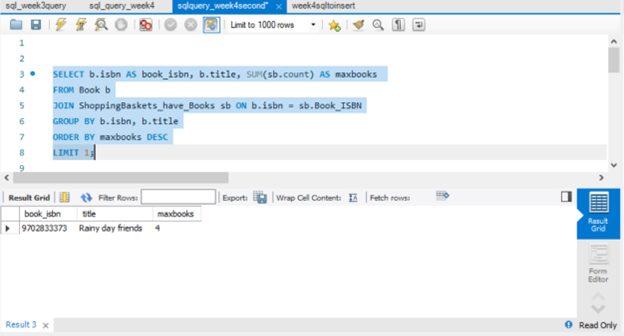 sql_week3query sql_query_week4 sqlquery_week4second* × week4sqltoinsert
Limit to 1000 rows
1
2
3 SELECT b.isbn AS book_isbn, b.title, SUM(sb.count) AS maxbooks
4 FROM Book b
5 JOIN ShoppingBaskets_have_Books sb ON b.isbn = sb.Book_ISBN
6 GROUP BY b.isbn, b.title
7 ORDER BY maxbooks DESC
8 LIMIT 1;
9
Result Grid Filter Rows: Export: Wrap Cell Content: Fetch rows:
book_isbn title maxbooks
9702833373 Rainy day friends 4
Result
Grid
Form
Editor
Result 3 × Read Only